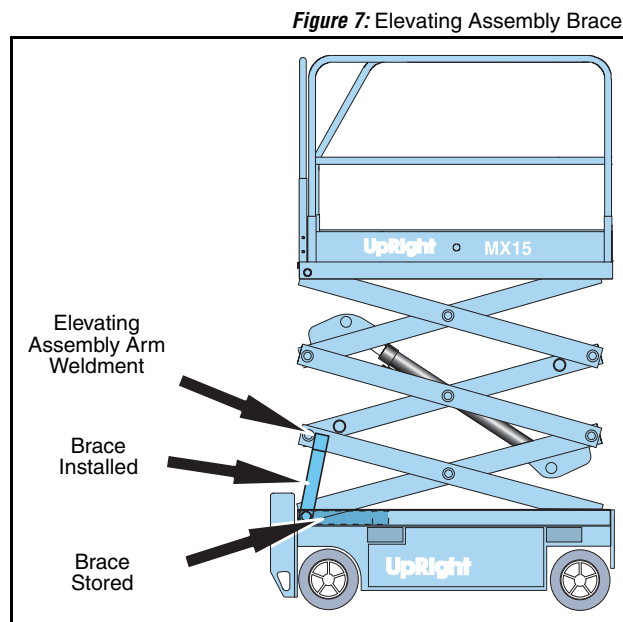 Figure 7: Elevating Assembly Brace
UpRight MX15
Elevating
Assembly Arm
Weldment
Brace
Installed
Brace
Stored
UpRight